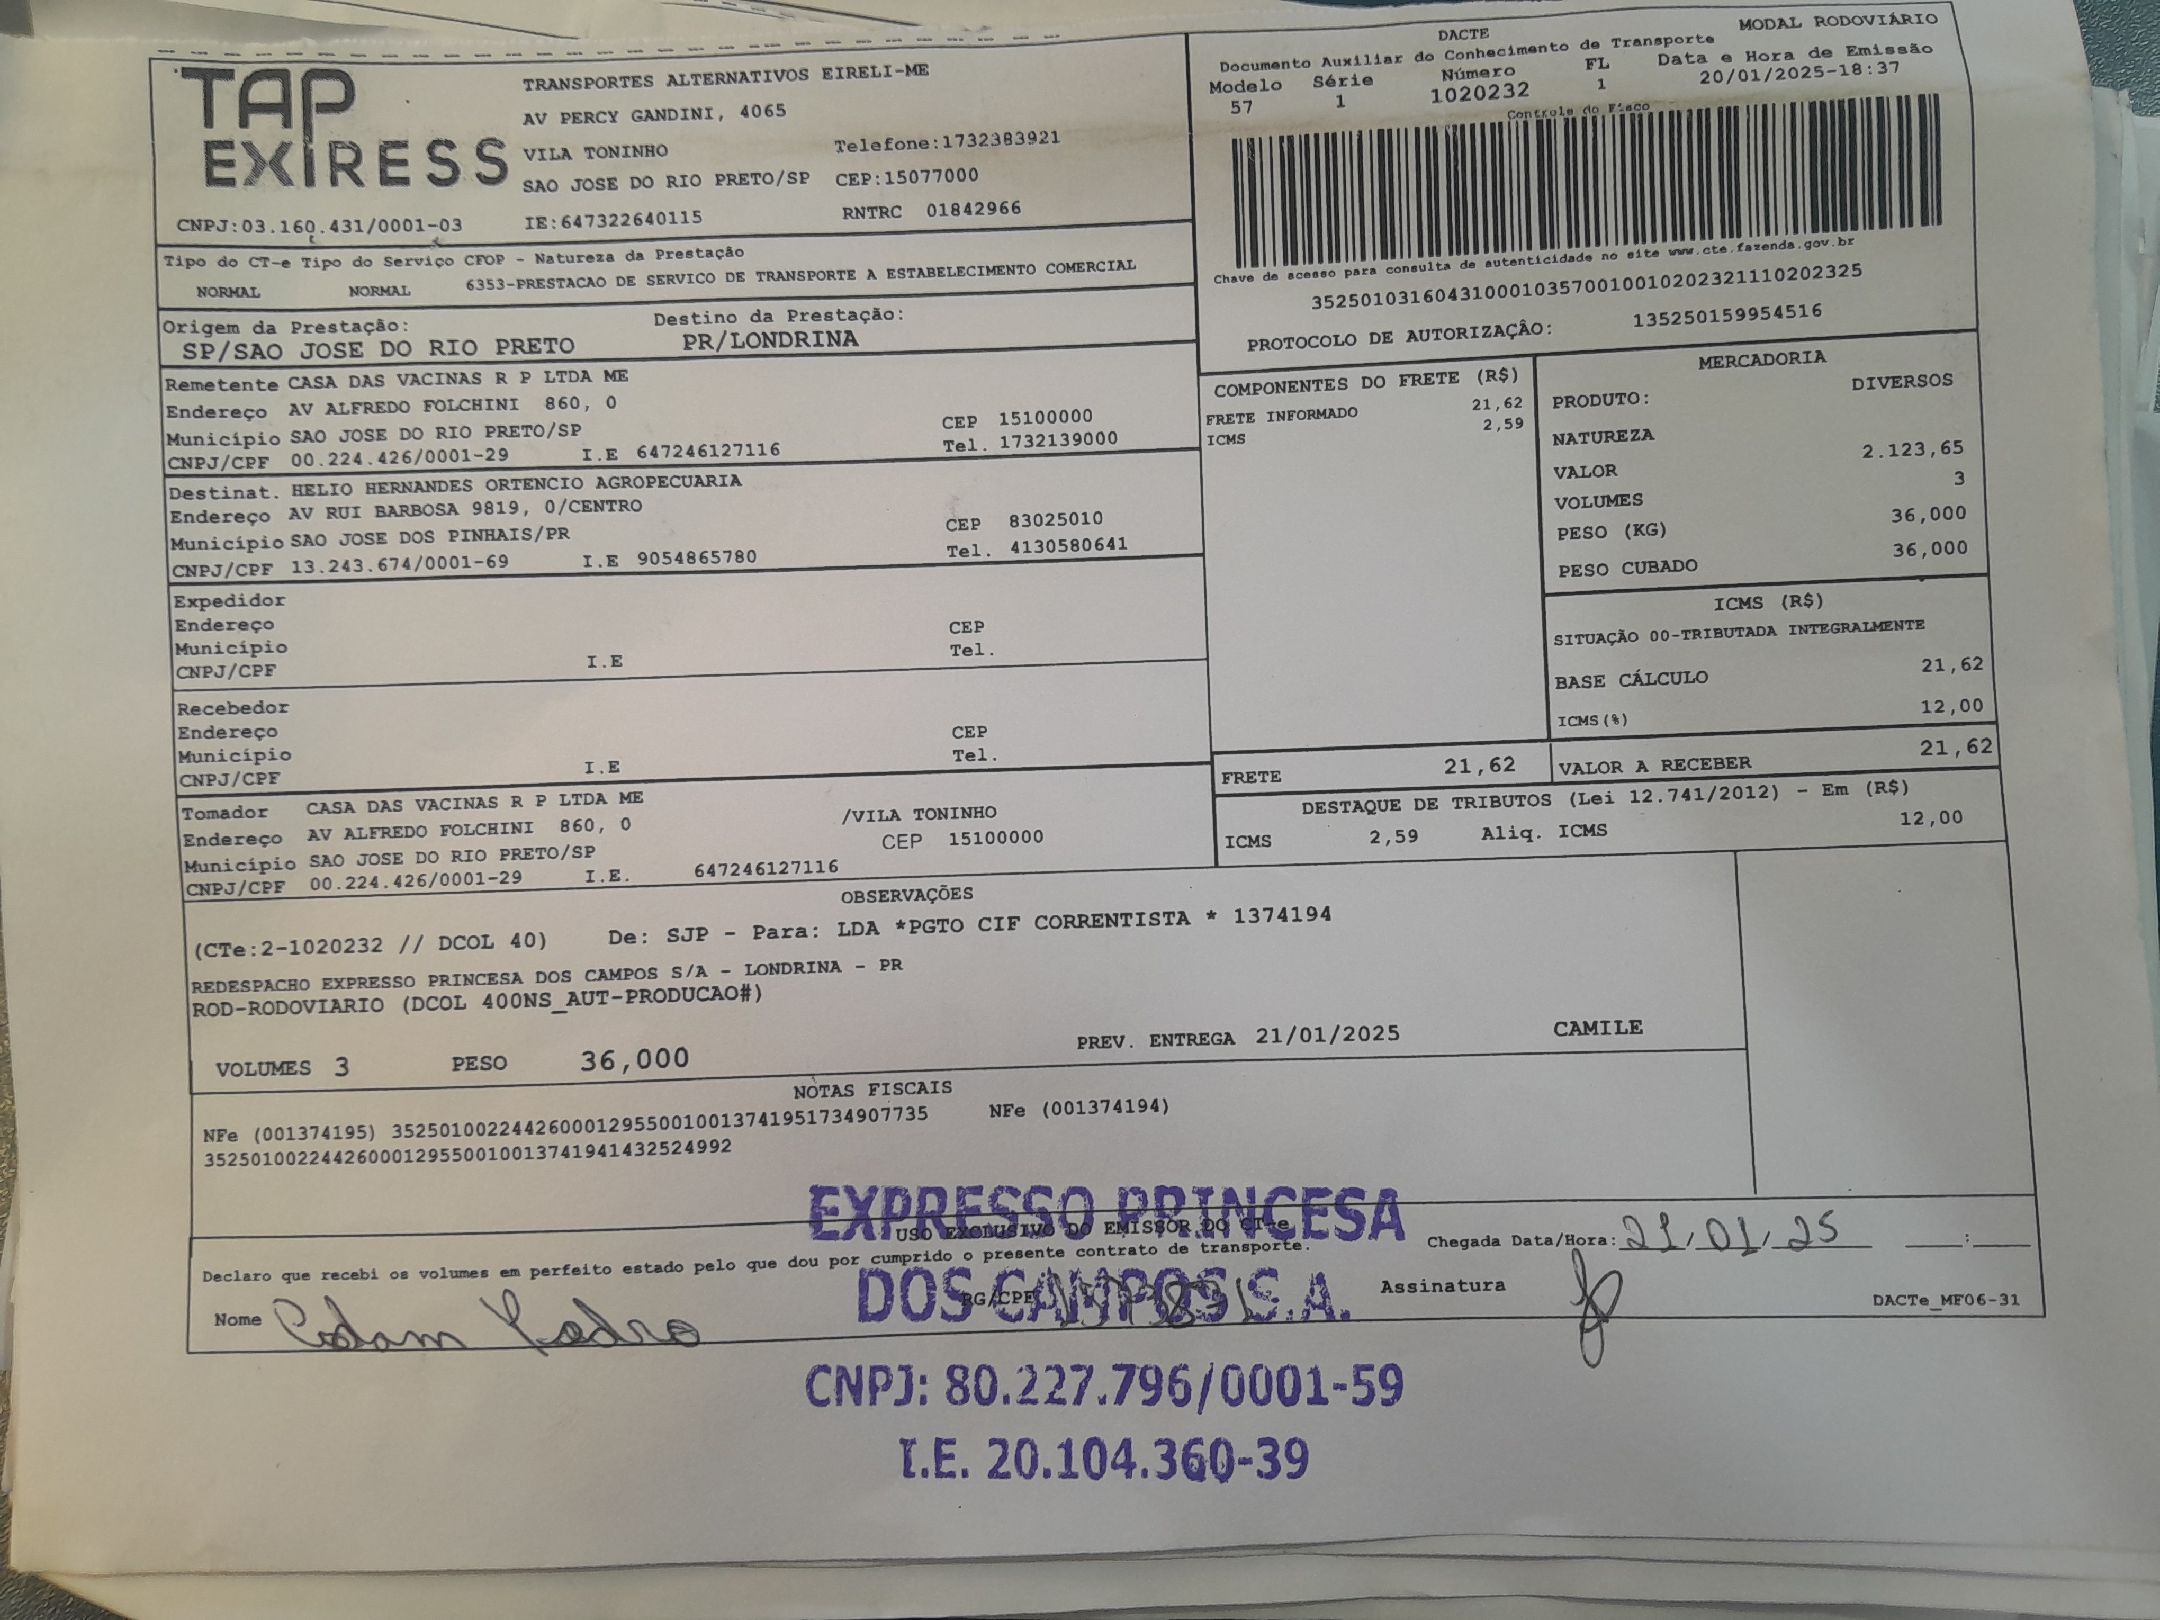 TAP
EXIRESS
TRANSPORTES ALTERNATIVOS EIRELI-ME
AV PERCY GANDINI, 4065
VILA TONINHO Telefone:1732383921
SAO JOSE DO RIO PRETO/SP CEP:15077000
CNPJ:03.160.431/0001-03 IE:647322640115 RNTRC 01842966
DACTE MODAL RODOVIÁRIO
Documento Auxiliar do Conhecimento de Transporte
Modelo Série Número FL Data e Hora de Emissão
57 1 1020232 1 20/01/2025-18:37
Controle do Fisco
Chave de acesso para consulta de autenticidade no site www.cte.fazenda.gov.br
35250103160431000103570010010202321110202325
PROTOCOLO DE AUTORIZAÇÃO: 135250159954516
Tipo do CT-e Tipo do Serviço CFOP - Natureza da Prestação
NORMAL NORMAL 6353-PRESTACAO DE SERVICO DE TRANSPORTE A ESTABELECIMENTO COMERCIAL
Origem da Prestação: Destino da Prestação:
SP/SAO JOSE DO RIO PRETO PR/LONDRINA
Remetente CASA DAS VACINAS R P LTDA ME
Endereço AV ALFREDO FOLCHINI 860, 0
Município SAO JOSE DO RIO PRETO/SP CEP 15100000
CNPJ/CPF 00.224.426/0001-29 I.E 647246127116 Tel. 1732139000
Destinat. HELIO HERNANDES ORTENCIO AGROPECUARIA
Endereço AV RUI BARBOSA 9819, 0/CENTRO
Município SAO JOSE DOS PINHAIS/PR CEP 83025010
CNPJ/CPF 13.243.674/0001-69 I.E 9054865780 Tel. 4130580641
Expedidor
Endereço
Município CEP
CNPJ/CPF I.E Tel.
Recebedor
Endereço
Município CEP
CNPJ/CPF I.E Tel.
Tomador CASA DAS VACINAS R P LTDA ME
Endereço AV ALFREDO FOLCHINI 860, 0 /VILA TONINHO
Município SAO JOSE DO RIO PRETO/SP CEP 15100000
CNPJ/CPF 00.224.426/0001-29 I.E. 647246127116
COMPONENTES DO FRETE (R$)
FRETE INFORMADO 21,62
ICMS 2,59
MERCADORIA
PRODUTO: DIVERSOS
NATUREZA
VALOR 2.123,65
VOLUMES 3
PESO (KG) 36,000
PESO CUBADO 36,000
ICMS (R$)
SITUAÇÃO 00-TRIBUTADA INTEGRALMENTE
BASE CÁLCULO 21,62
ICMS(%) 12,00
FRETE 21,62 VALOR A RECEBER 21,62
DESTAQUE DE TRIBUTOS (Lei 12.741/2012) - Em (R$)
ICMS 2,59 Aliq. ICMS 12,00
OBSERVAÇÕES
(CTe:2-1020232 // DCOL 40) De: SJP - Para: LDA *PGTO CIF CORRENTISTA * 1374194
REDESPACHO EXPRESSO PRINCESA DOS CAMPOS S/A - LONDRINA - PR
ROD-RODOVIARIO (DCOL 400NS_AUT-PRODUCAO#)
VOLUMES 3 PESO 36,000 PREV. ENTREGA 21/01/2025 CAMILE
NOTAS FISCAIS
NFe (001374195) 35250100224426000129550010013741951734907735 NFe (001374194)
35250100224426000129550010013741941432524992
EXPRESSO PRINCESA
USO EXCLUSIVO DO EMISSOR DO CT-e
Declaro que recebi os volumes em perfeito estado pelo que dou por cumprido o presente contrato de transporte. Chegada Data/Hora: 21/01/25 :
DOS CAMPOS S.A.
Nome Adam Pedro RG/CPF Assinatura DACTe_MF06-31
CNPJ: 80.227.796/0001-59
I.E. 20.104.360-39